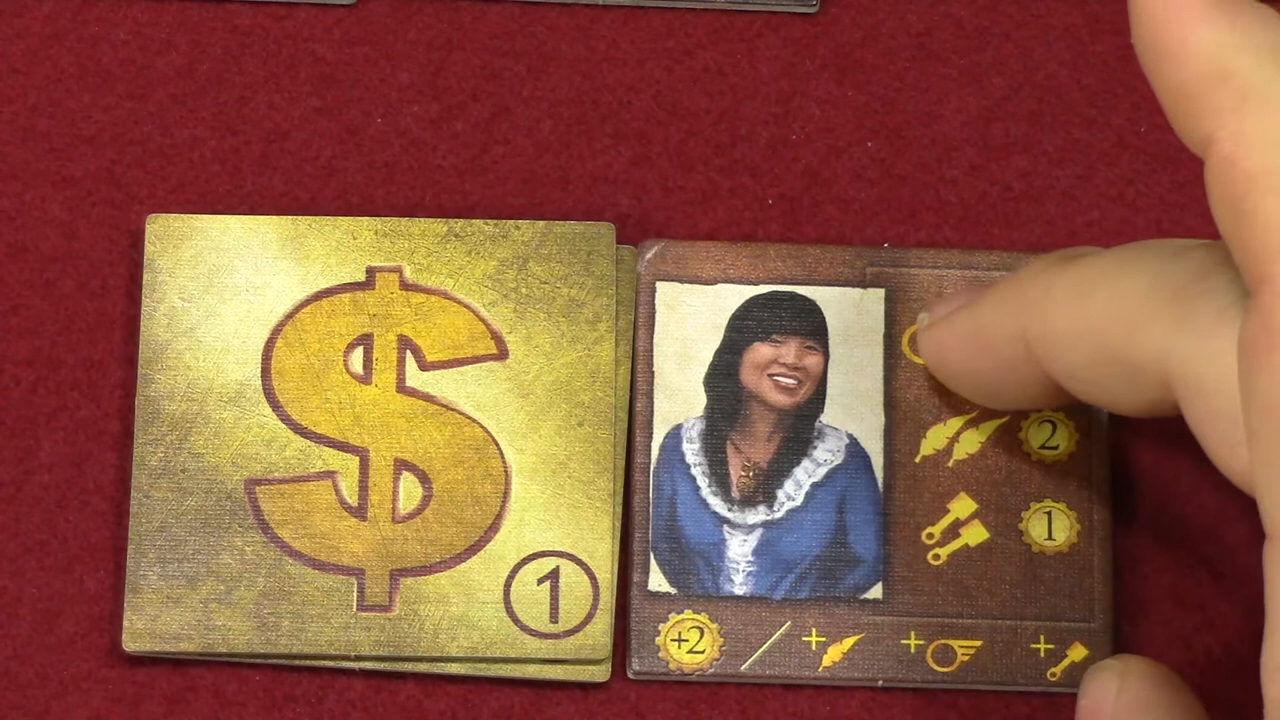 $
1
2
1
+2 / + + +